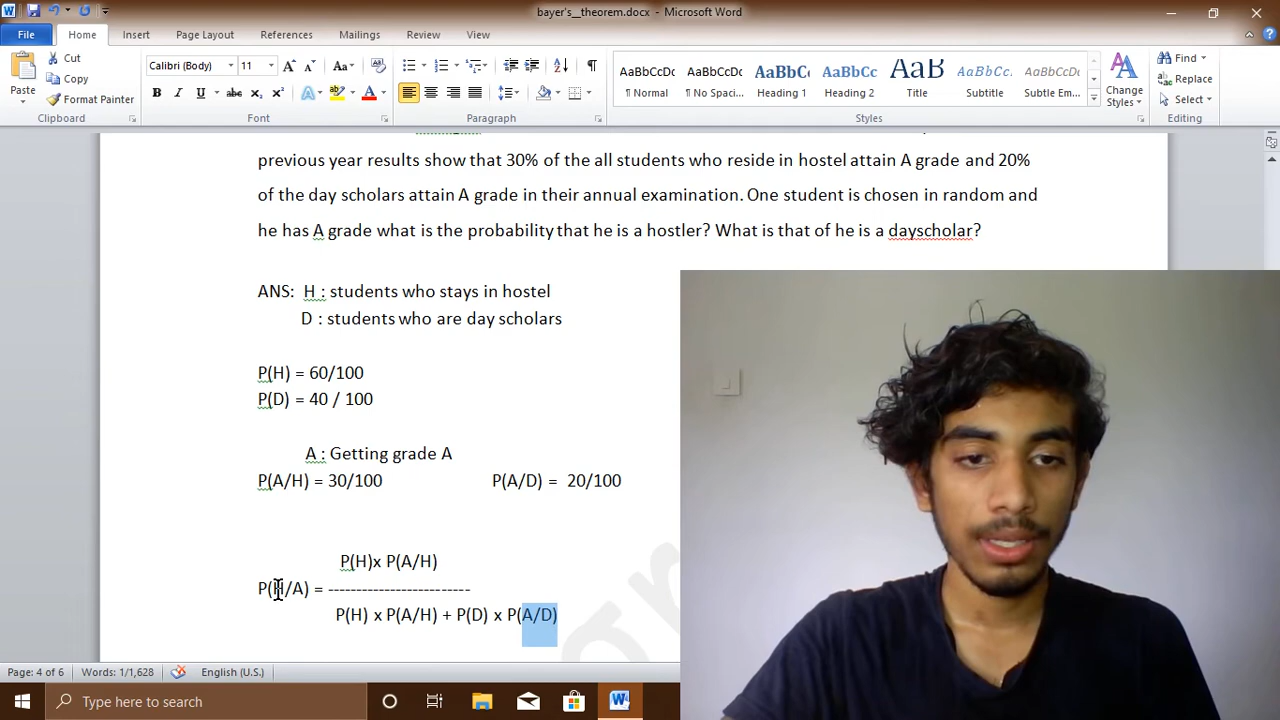 bayer's__theorem.docx - Microsoft Word
File Home Insert Page Layout References Mailings Review View
Cut
Calibri (Body) 11 Aa
AaBbCcDc AaBbCcDc AaBbCc AaBbCc AaB AaBbCcL AaBbCcDc
Find
Copy
Replace
Paste
Format Painter
¶ Normal ¶ No Spaci... Heading 1 Heading 2 Title Subtitle Subtle Em...
Change
Styles
Select
Clipboard Font Paragraph Styles Editing
previous year results show that 30% of the all students who reside in hostel attain A grade and 20%
of the day scholars attain A grade in their annual examination. One student is chosen in random and
he has A grade what is the probability that he is a hostler? What is that of he is a dayscholar?
ANS: H : students who stays in hostel
D : students who are day scholars
P(H) = 60/100
P(D) = 40 / 100
A : Getting grade A
P(A/H) = 30/100 P(A/D) = 20/100
P(H)x P(A/H)
P(H/A) = -------------------------
P(H) x P(A/H) + P(D) x P(A/D)
Page: 4 of 6 Words: 1/1,628 English (U.S.)
Type here to search